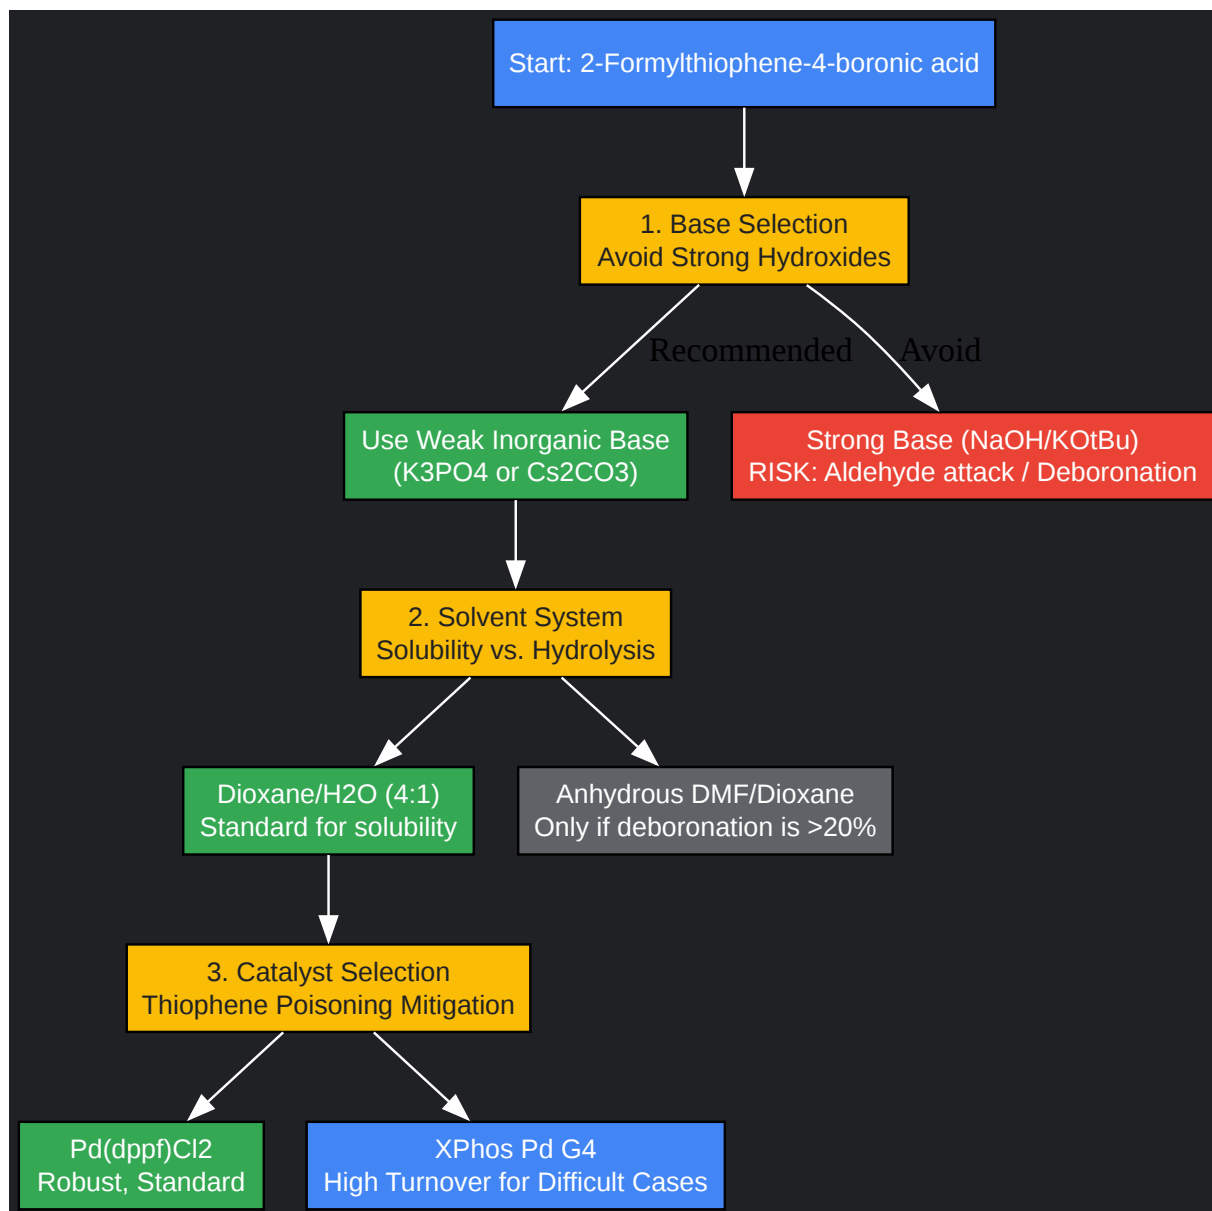 Start: 2-Formylthiophene-4-boronic acid
1. Base Selection
Avoid Strong Hydroxides
Recommended
Avoid
Use Weak Inorganic Base
(K3PO4 or Cs2CO3)
Strong Base (NaOH/KOtBu)
RISK: Aldehyde attack / Deboronation
2. Solvent System
Solubility vs. Hydrolysis
Dioxane/H2O (4:1)
Standard for solubility
Anhydrous DMF/Dioxane
Only if deboronation is >20%
3. Catalyst Selection
Thiophene Poisoning Mitigation
Pd(dppf)Cl2
Robust, Standard
XPhos Pd G4
High Turnover for Difficult Cases